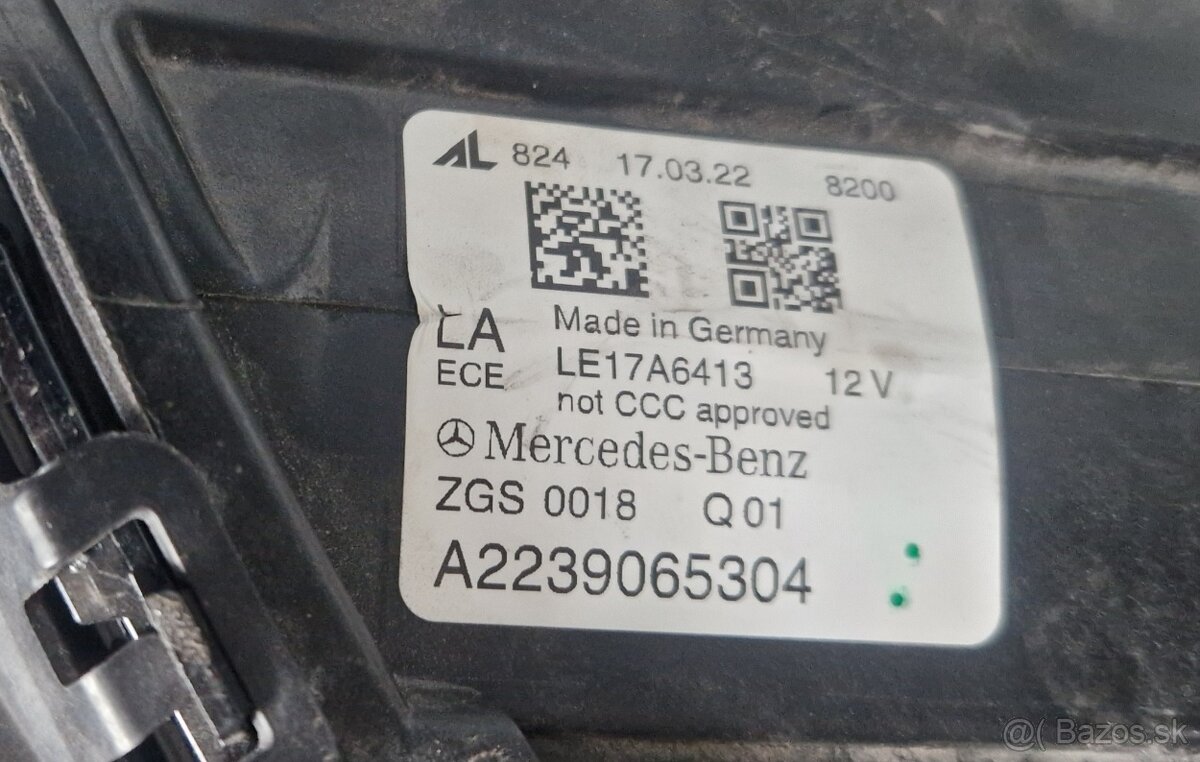 AL 824 17.03.22 8200
LA Made in Germany
ECE LE17A6413 12 V
not CCC approved
Mercedes-Benz
ZGS 0018 Q 01
A2239065304
@( Bazos.sk